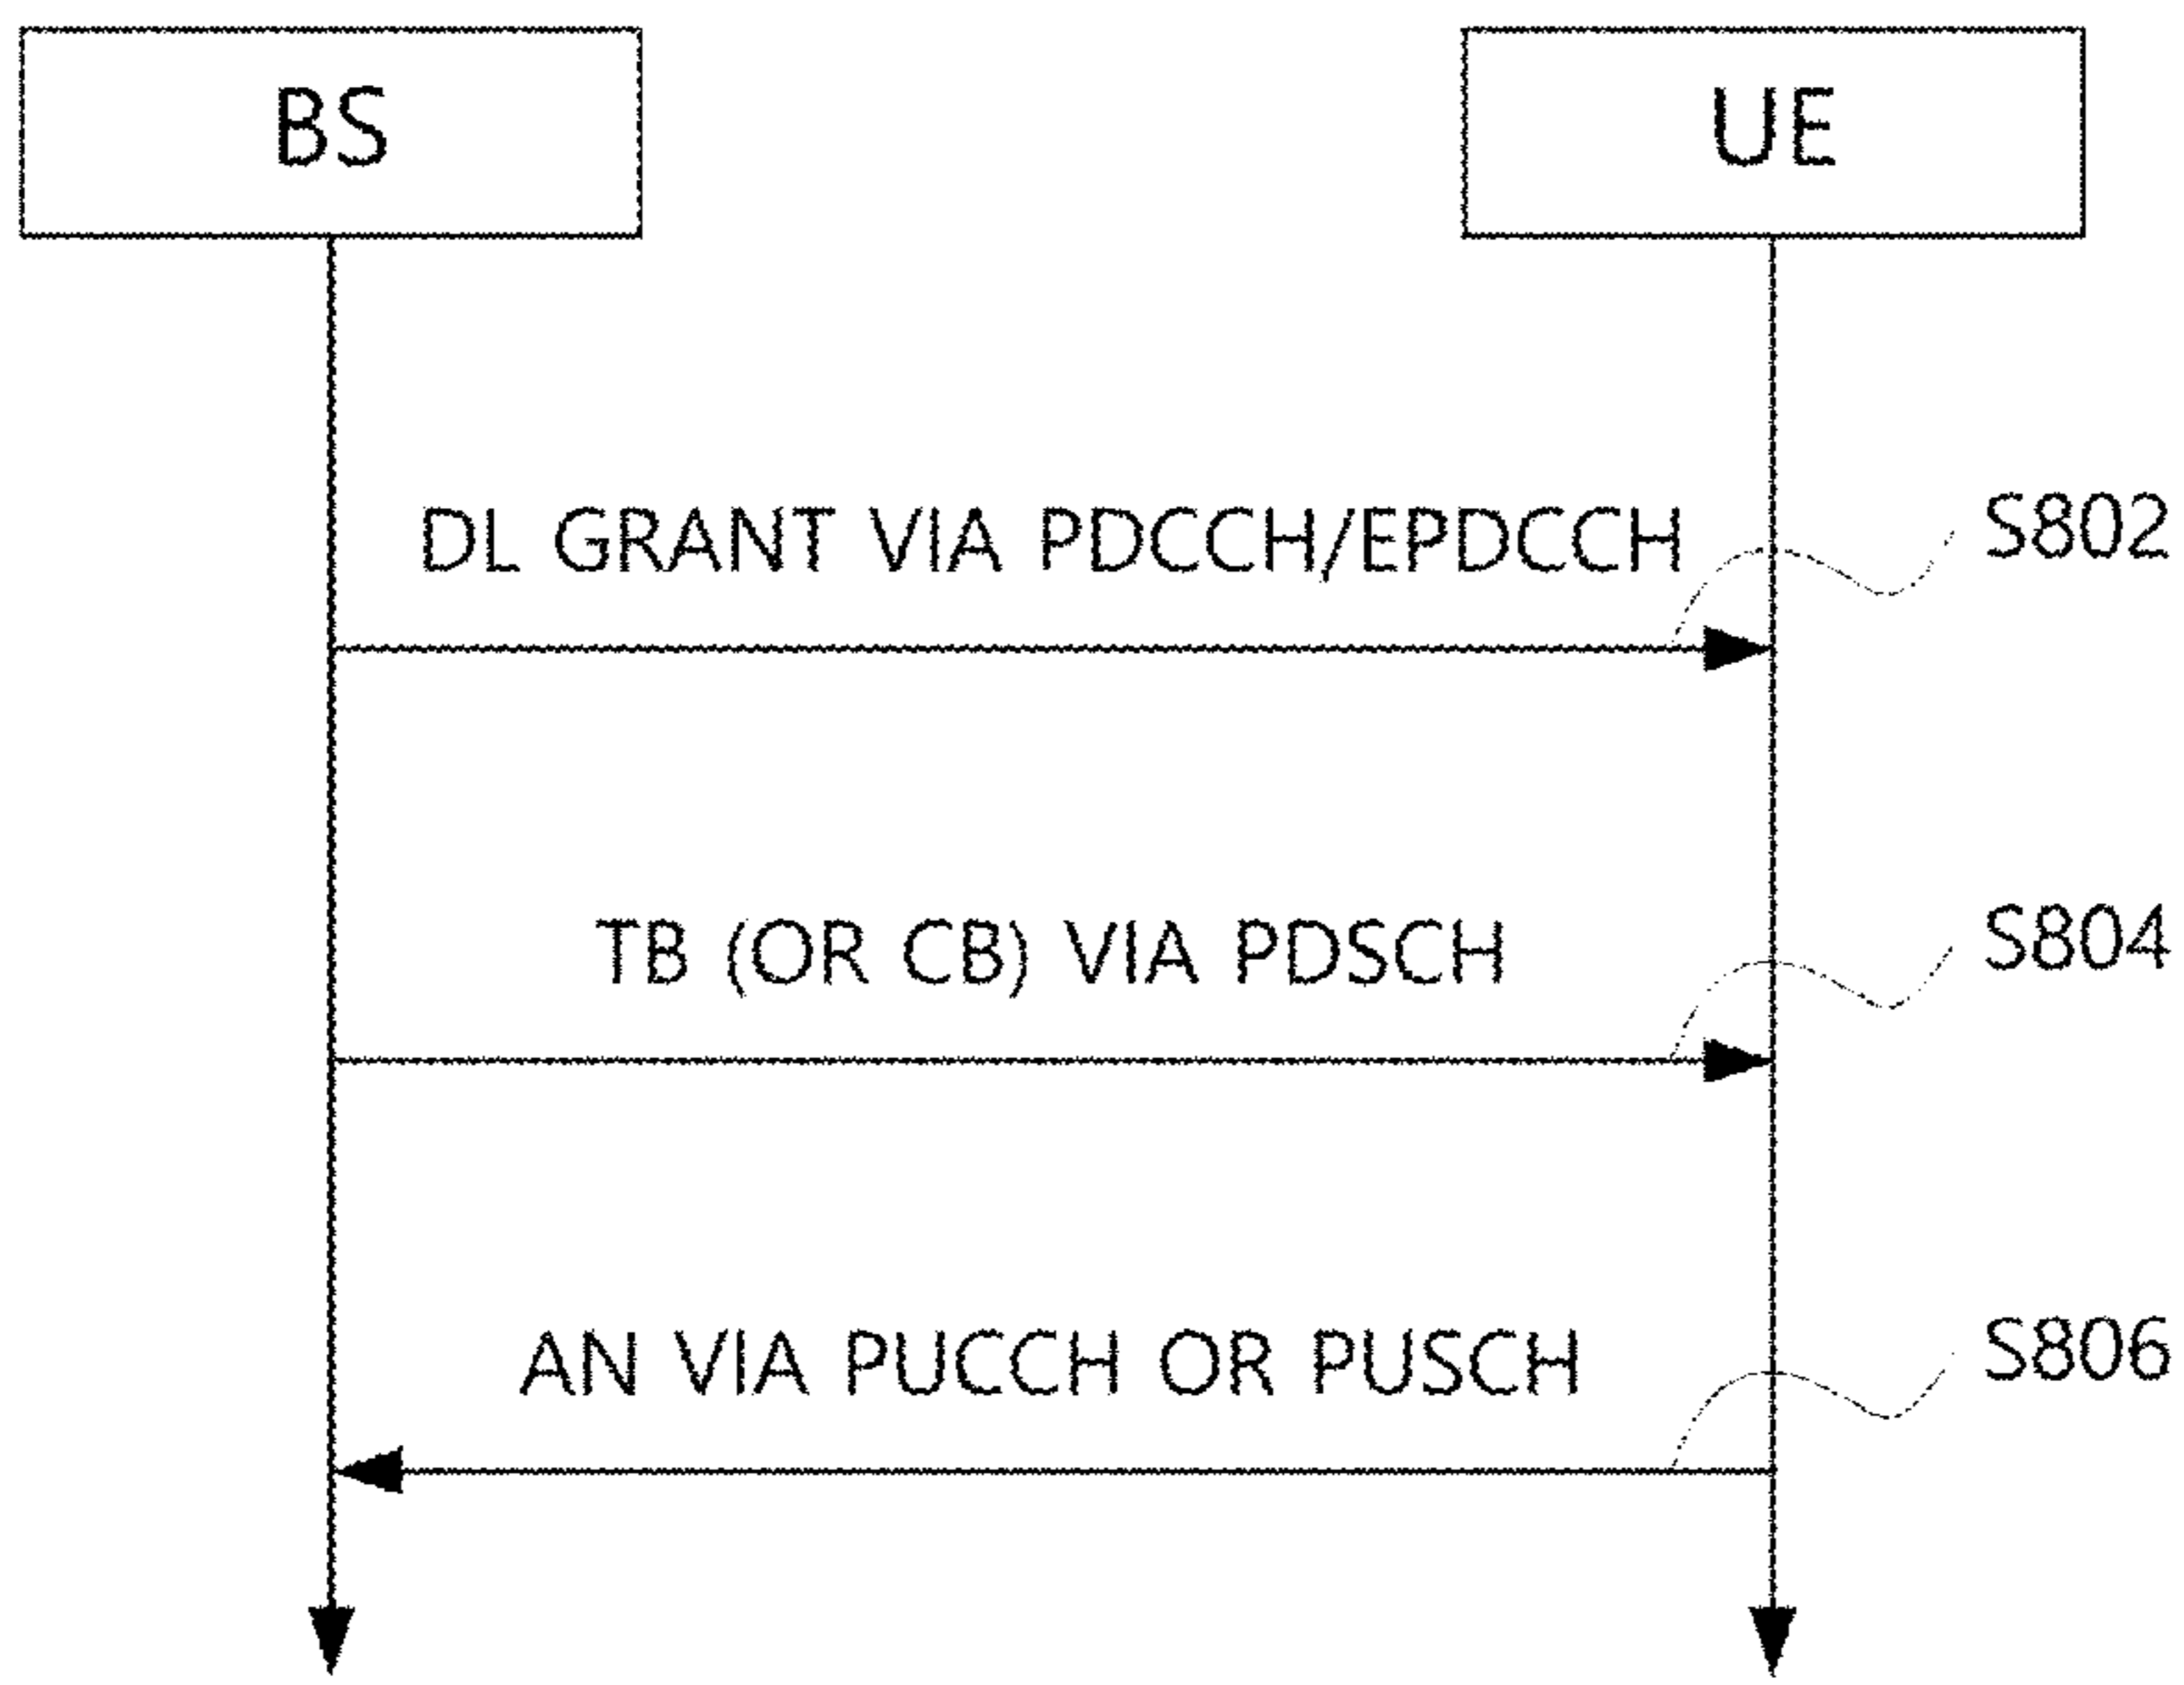 BS
UE
DL GRANT VIA PDCCH/EPDCCH
S802
TB (OR CB) VIA PDSCH
S804
AN VIA PUCCH OR PUSCH
S806